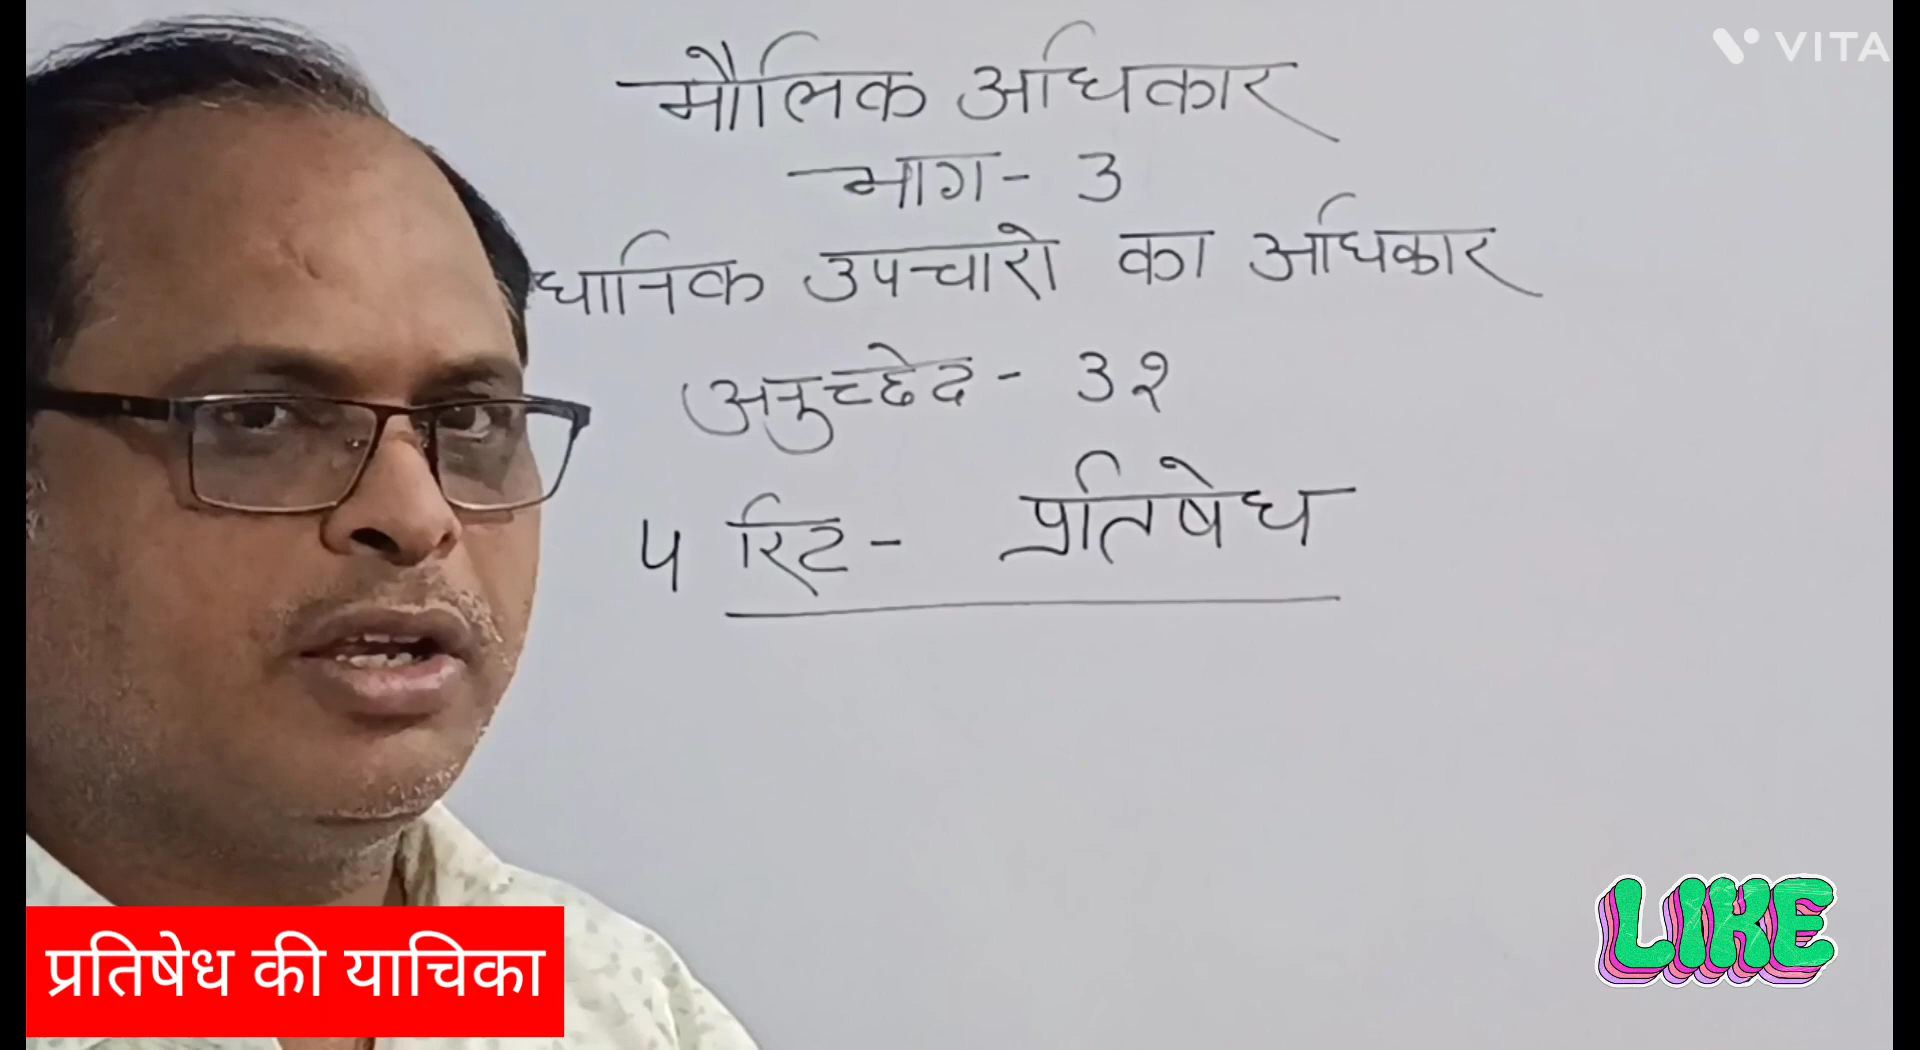 VITA
मौलिक अधिकार
भाग- 3
धानिक उपचारो का अधिकार
अनुच्छेद- 32
5 रिट- प्रतिषेध
प्रतिषेध की याचिका
LIKE